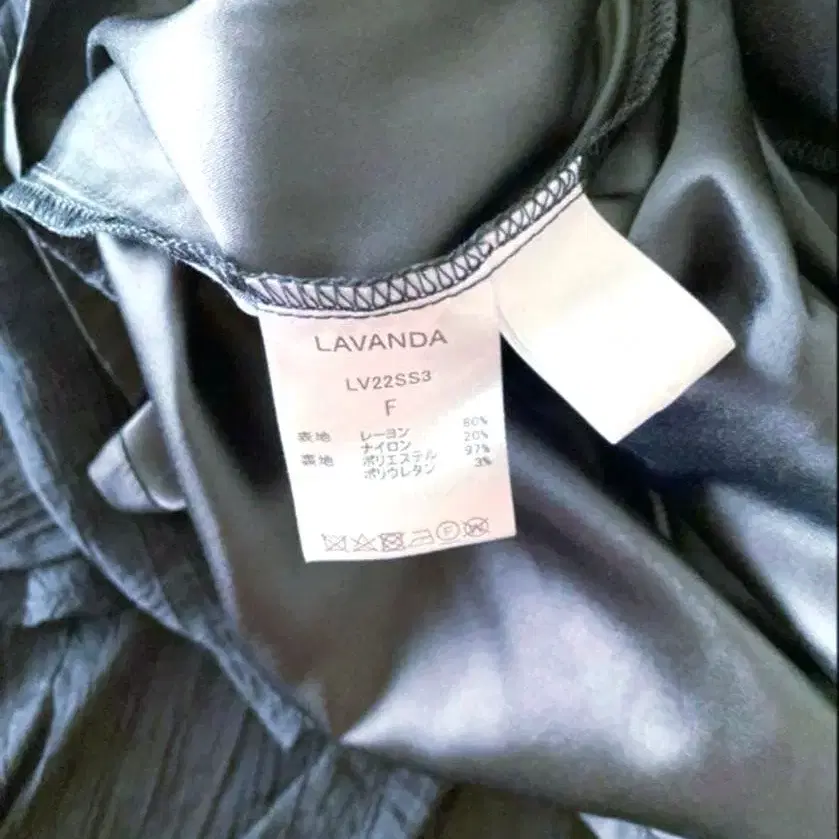 LAVANDA
LV22SS3
F
表地 レーヨン 80%
ナイロン 20%
裏地 ポリエステル 97%
ポリウレタン 3%
F